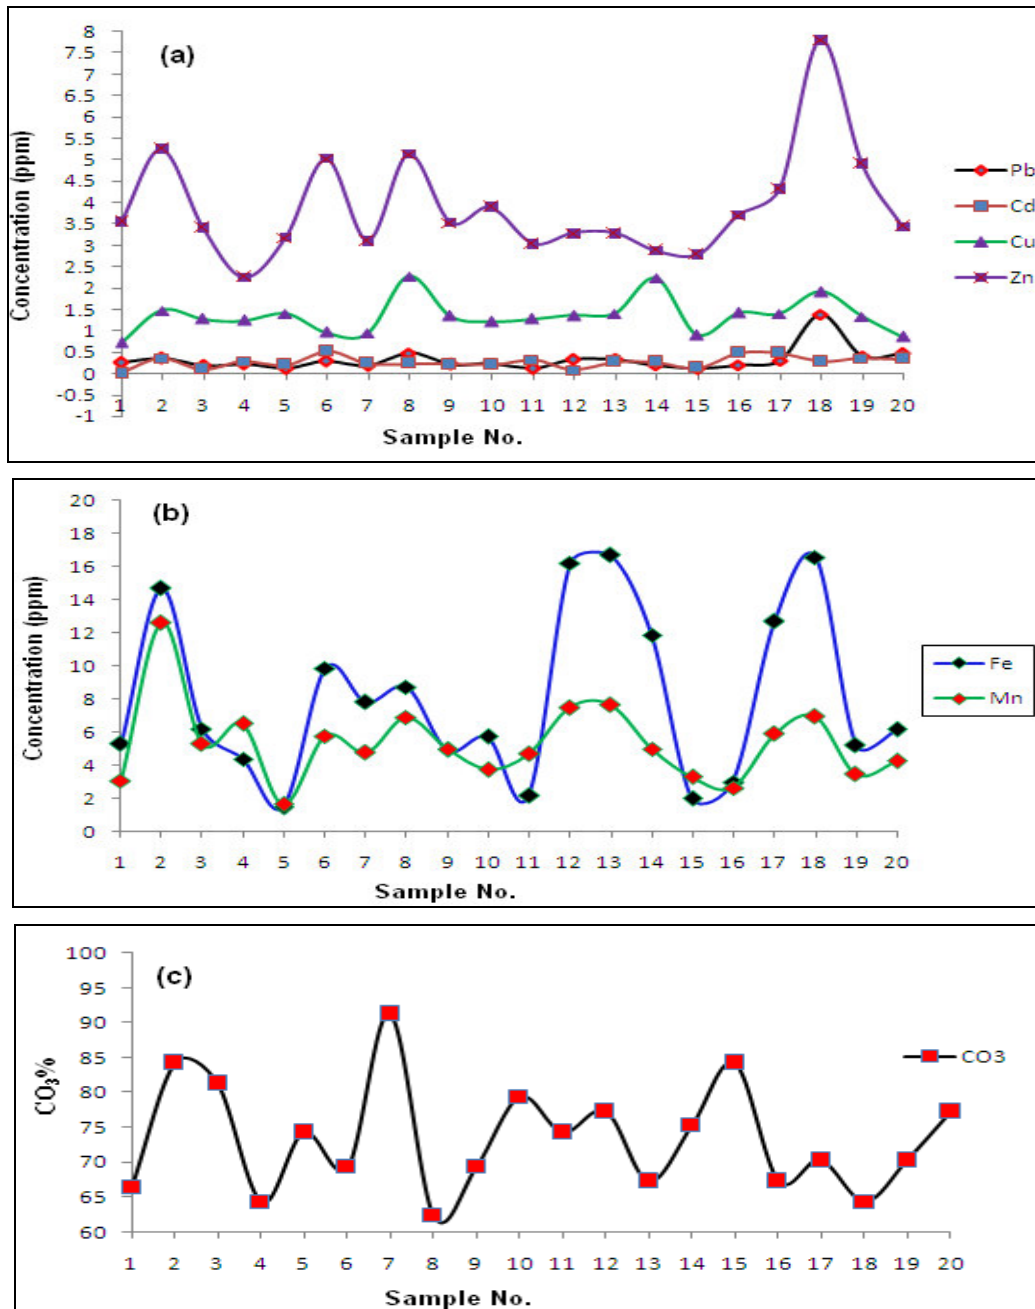 (a)
8
7.5
7
6.5
6
5.5
5
4.5
4
3.5
3
2.5
2
1.5
1
0.5
0
-0.5
-1
Concentration (ppm)
1 2 3 4 5 6 7 8 9 10 11 12 13 14 15 16 17 18 19 20
Sample No.
Pb
Cd
Cu
Zn
(b)
20
18
16
14
12
10
8
6
4
2
0
Concentration (ppm)
1 2 3 4 5 6 7 8 9 10 11 12 13 14 15 16 17 18 19 20
Sample No.
Fe
Mn
(c)
100
95
90
85
80
75
70
65
60
CO₃%
1 2 3 4 5 6 7 8 9 10 11 12 13 14 15 16 17 18 19 20
Sample No.
CO3